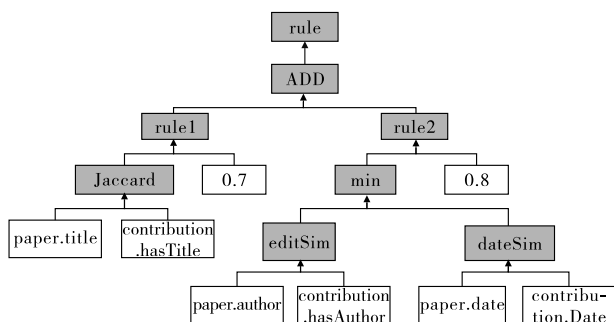 rule
ADD
rule1
rule2
Jaccard
0.7
min
0.8
paper.title
contribution
.hasTitle
editSim
dateSim
paper.author
contribution
.hasAuthor
paper.date
contribu-
tion.Date